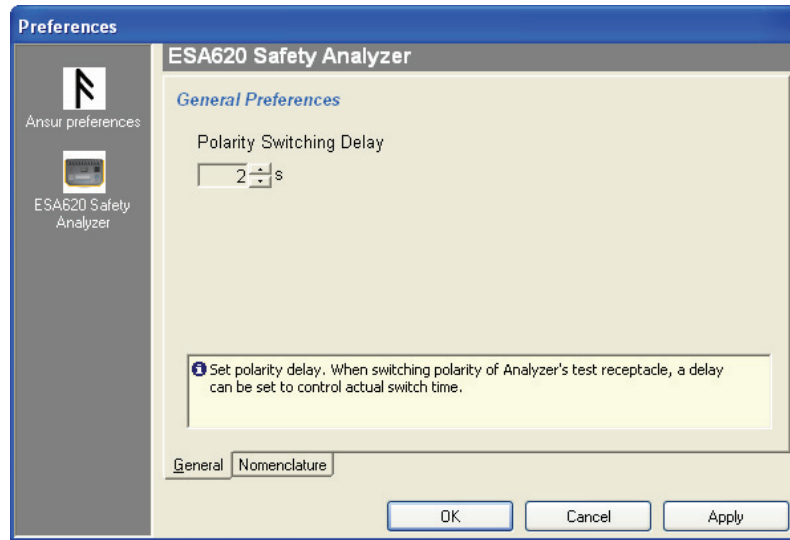 Preferences
Ansur preferences
ESA620 Safety
Analyzer
ESA620 Safety Analyzer
General Preferences
Polarity Switching Delay
2 s
Set polarity delay. When switching polarity of Analyzer's test receptacle, a delay
can be set to control actual switch time.
General Nomenclature
OK Cancel Apply